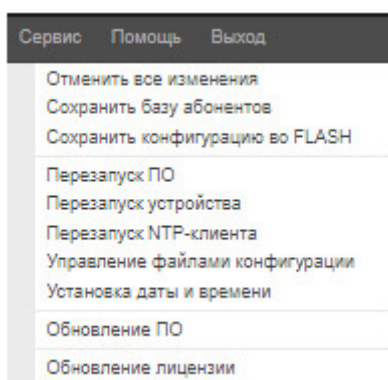 Сервис Помощь Выход
Отменить все изменения
Сохранить базу абонентов
Сохранить конфигурацию во FLASH
Перезапуск ПО
Перезапуск устройства
Перезапуск NTP-клиента
Управление файлами конфигурации
Установка даты и времени
Обновление ПО
Обновление лицензии